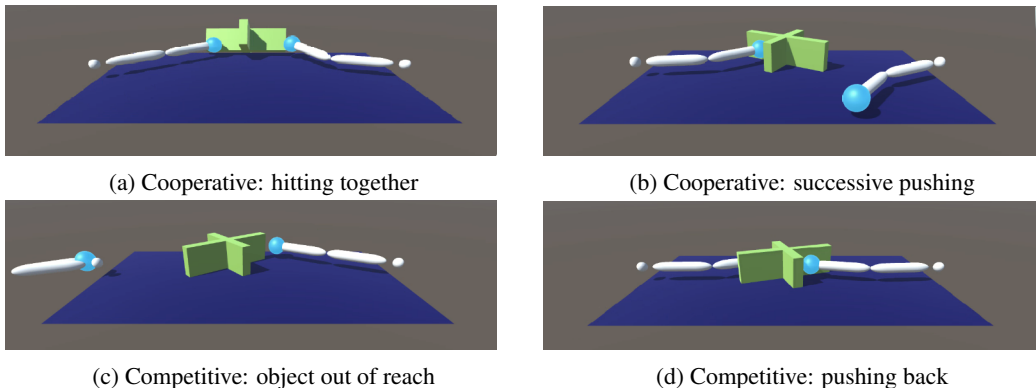 (a) Cooperative: hitting together
(b) Cooperative: successive pushing
(c) Competitive: object out of reach
(d) Competitive: pushing back